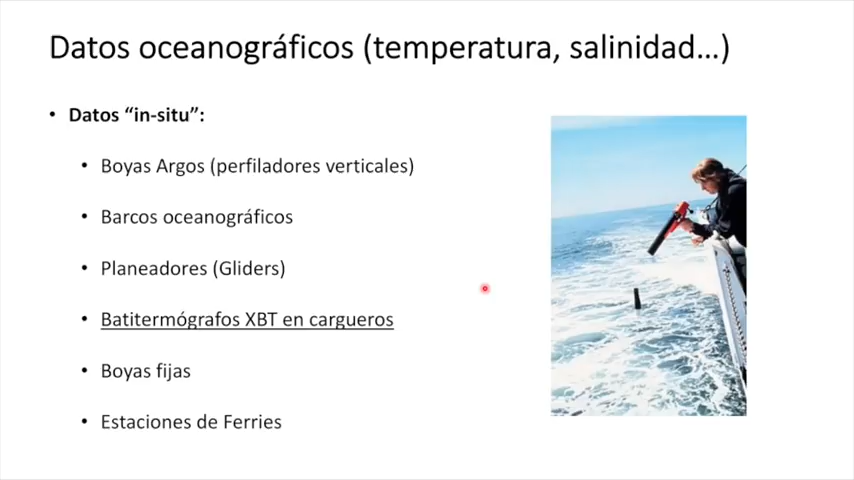 Datos oceanográficos (temperatura, salinidad…)
• Datos “in-situ”:
• Boyas Argos (perfiladores verticales)
• Barcos oceanográficos
• Planeadores (Gliders)
• Batitermógrafos XBT en cargueros
• Boyas fijas
• Estaciones de Ferries